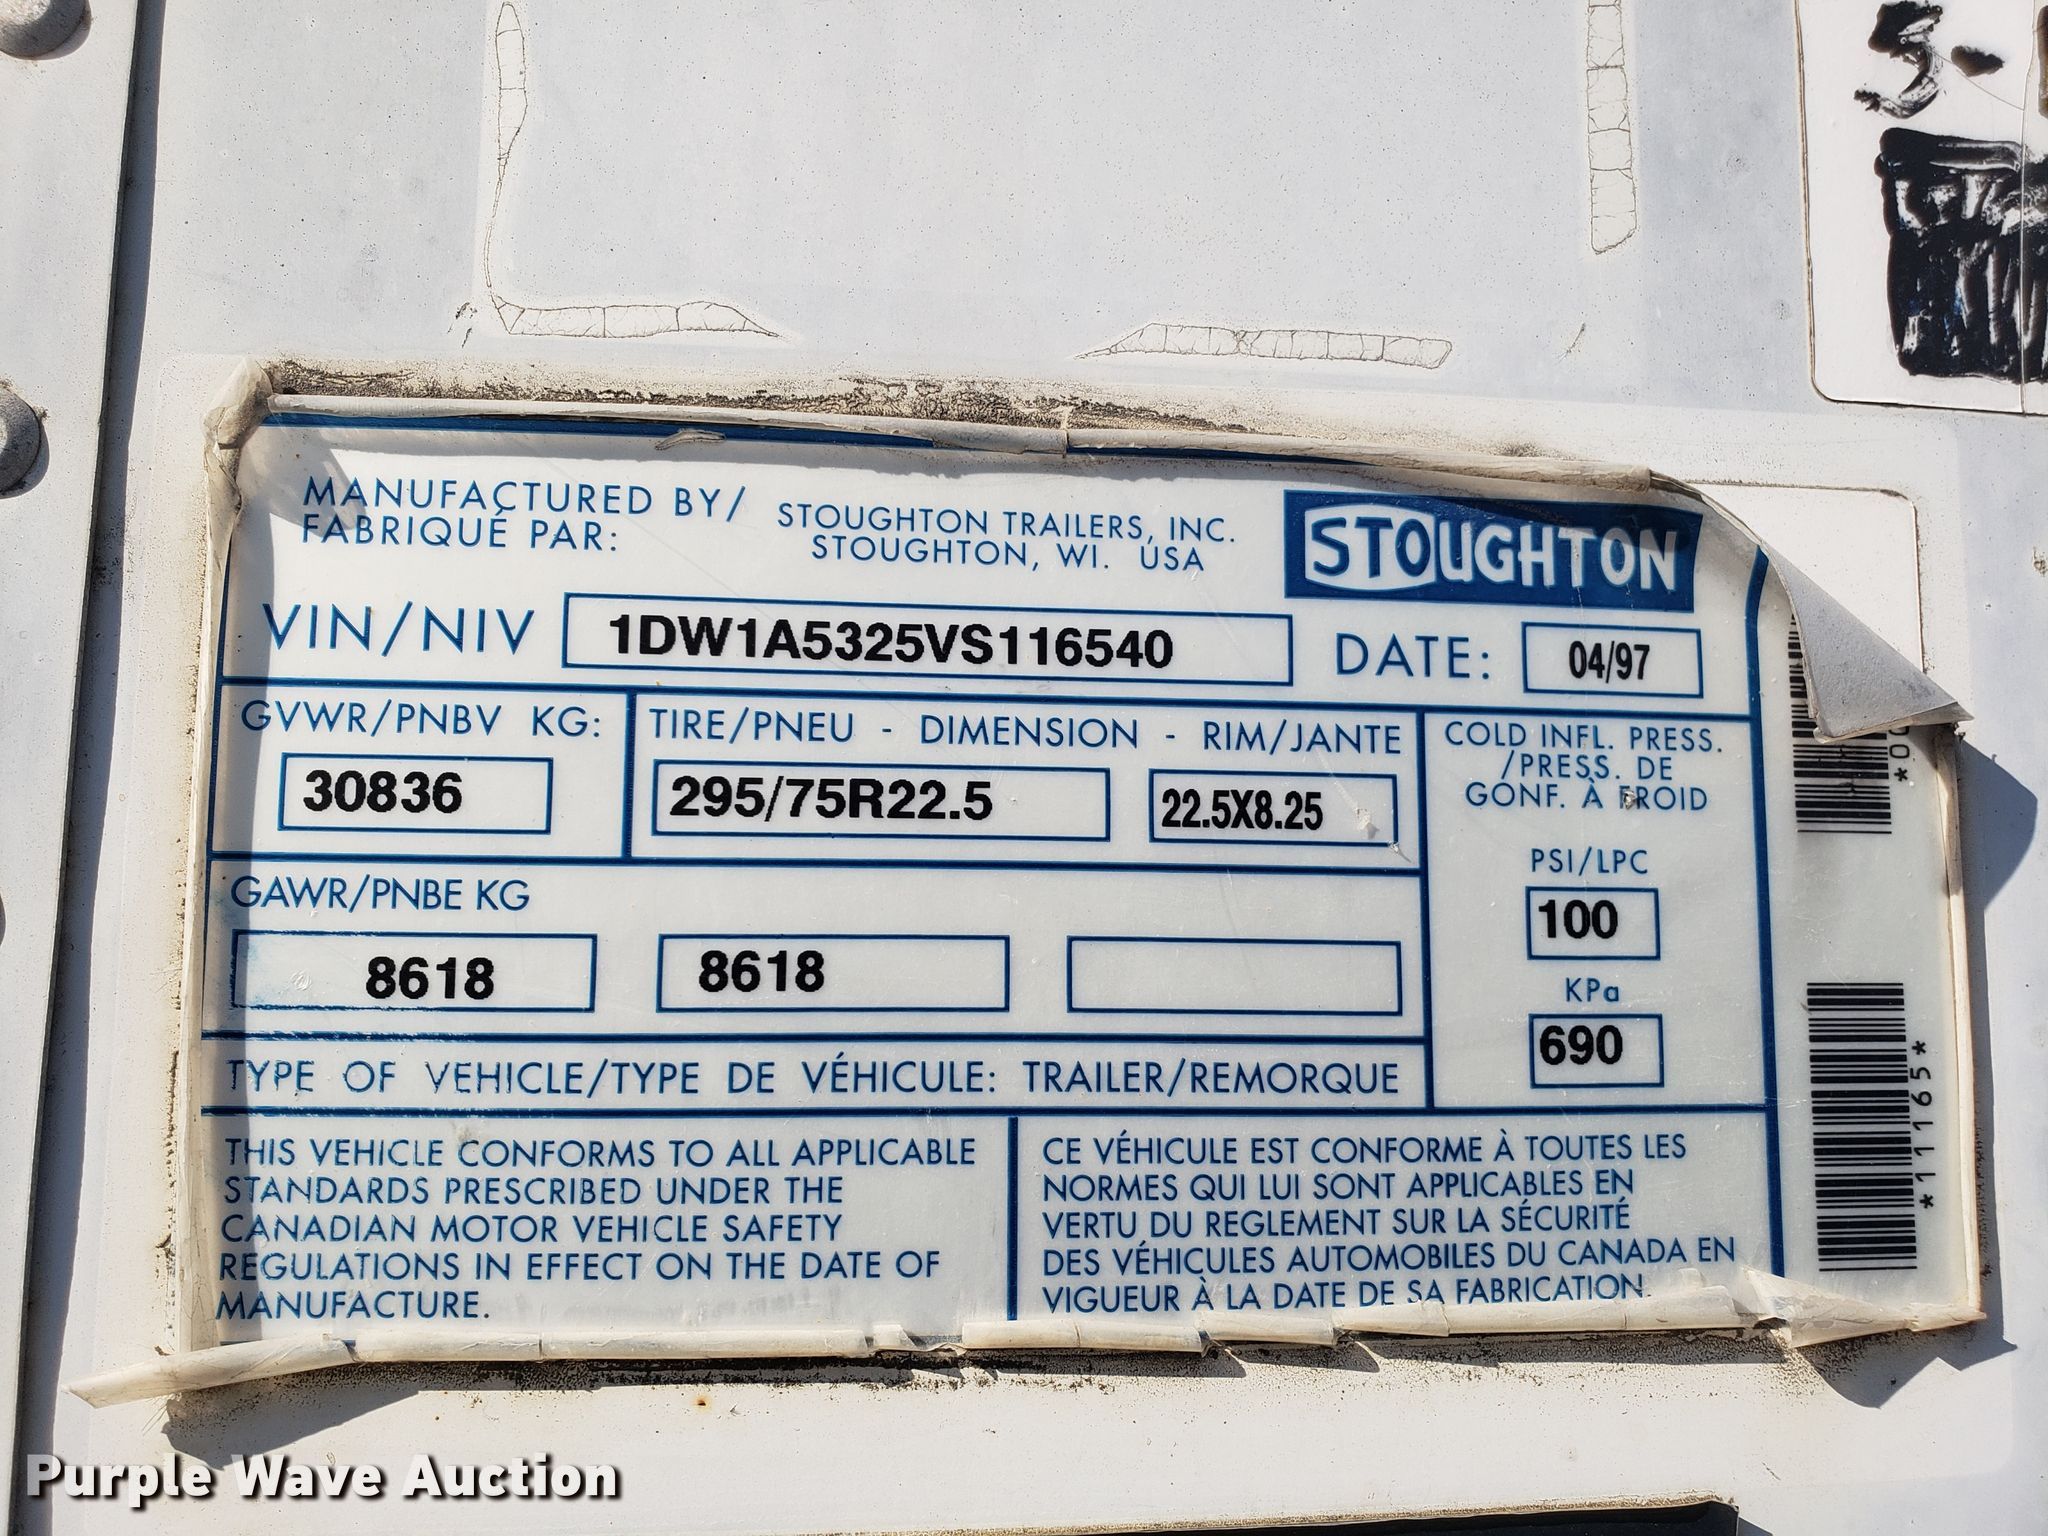 MANUFACTURED BY/
FABRIQUÉ PAR:
STOUGHTON TRAILERS, INC.
STOUGHTON, WI. USA
STOUGHTON
VIN/NIV
1DW1A5325VS116540
DATE:
04/97
GVWR/PNBV KG:
30836
TIRE/PNEU - DIMENSION - RIM/JANTE
295/75R22.5
22.5X8.25
COLD INFL. PRESS.
/PRESS. DE
GONF. À FROID
PSI/LPC
100
KPa
690
GAWR/PNBE KG
8618
8618
TYPE OF VEHICLE/TYPE DE VÉHICULE: TRAILER/REMORQUE
THIS VEHICLE CONFORMS TO ALL APPLICABLE
STANDARDS PRESCRIBED UNDER THE
CANADIAN MOTOR VEHICLE SAFETY
REGULATIONS IN EFFECT ON THE DATE OF
MANUFACTURE.
CE VÉHICULE EST CONFORME À TOUTES LES
NORMES QUI LUI SONT APPLICABLES EN
VERTU DU REGLEMENT SUR LA SÉCURITÉ
DES VÉHICULES AUTOMOBILES DU CANADA EN
VIGUEUR À LA DATE DE SA FABRICATION.
*11165*
Purple Wave Auction